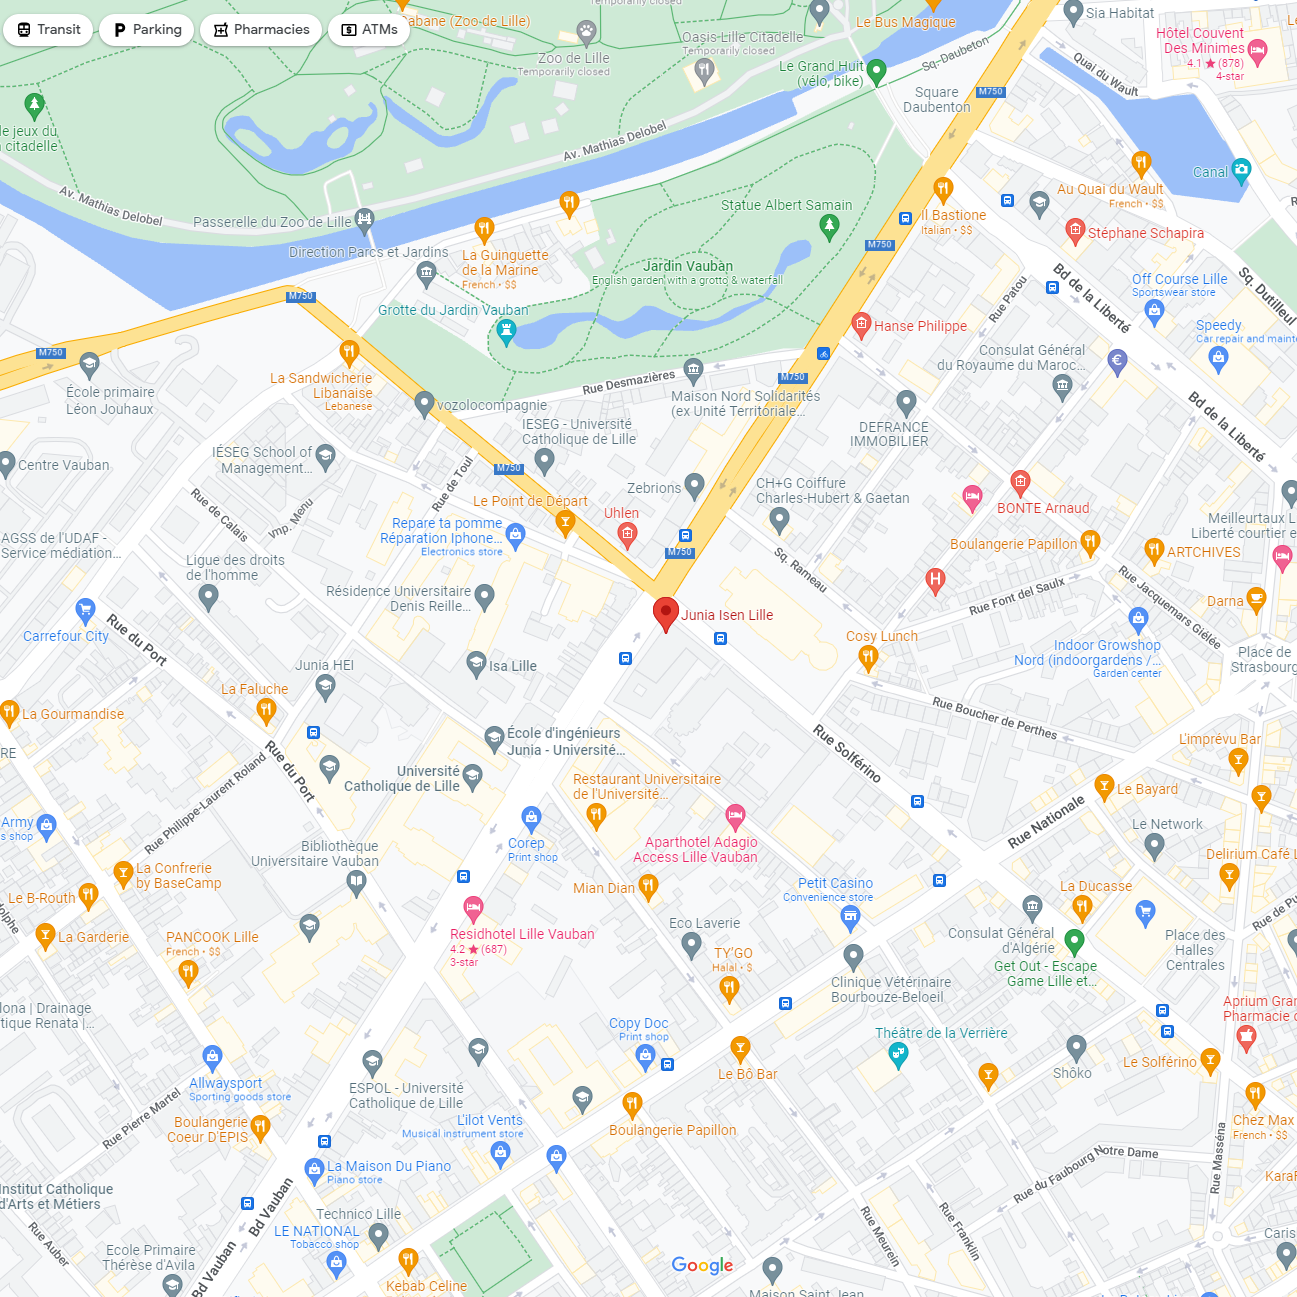 Transit
Parking
Pharmacies
ATMs
Cabane (Zoo de Lille)
Temporarily closed
Le Bus Magique
Sia Habitat
Zoo de Lille
Temporarily closed
Oasis Lille Citadelle
Temporarily closed
Le Grand Huit
(vélo, bike)
Sq. Daubeton
Square
Daubenton
M750
Quai du Wault
Hôtel Couvent
Des Minimes
4.1 ★ (878)
4-star
le jeux du
citadelle
Av. Mathias Delobel
Av. Mathias Delobel
Passerelle du Zoo de Lille
Direction Parcs et Jardins
La Guinguette
de la Marine
French • $$
Statue Albert Samain
Il Bastione
Italian • $$
Au Quai du Wault
French • $$
Canal
Stéphane Schapira
M750
M750
Jardin Vauban
English garden with a grotto & waterfall
Grotte du Jardin Vauban
Hanse Philippe
Rue Patou
Bd de la Liberté
Off Course Lille
Sportswear store
Sq. Dutilleul
Speedy
Car repair and mainte
M750
École primaire
Léon Jouhaux
La Sandwicherie
Libanaise
Lebanese
vozolocompagnie
Rue Desmazières
M750
Maison Nord Solidarités
(ex Unité Territoriale...
Consulat Général
du Royaume du Maroc...
DEFRANCE
IMMOBILIER
Bd de la Liberté
Centre Vauban
IÉSEG School of
Management...
IESEG - Université
Catholique de Lille
M750
Rue de Toul
Zebrions
CH+G Coiffure
Charles-Hubert & Gaetan
BONTE Arnaud
Rue de Calais
Imp. Menu
Le Point de Départ
Uhlen
Repare ta pomme
Réparation Iphone...
Electronics store
M750
Sq. Rameau
Boulangerie Papillon
ARTCHIVES
Meilleurtaux L
Liberté courtier e
AGSS de l'UDAF -
Service médiation...
Ligue des droits
de l'homme
Résidence Universitaire
Denis Reille...
Junia Isen Lille
Rue Font del Saulx
Rue Jacquemars Giélée
Darna
Carrefour City
Rue du Port
Junia HEI
Isa Lille
Cosy Lunch
Indoor Growshop
Nord (indoorgardens /...
Garden center
Place de
Strasbourg
La Gourmandise
La Faluche
École d'ingénieurs
Junia - Université...
Rue Boucher de Perthes
Rue Solférino
L'imprévu Bar
RE
Rue du Port
Université
Catholique de Lille
Restaurant Universitaire
de l'Université...
Le Bayard
Rue Nationale
Rue Philippe-Laurent Roland
Army
s shop
Corep
Print shop
Aparthotel Adagio
Access Lille Vauban
Le Network
Bibliothèque
Universitaire Vauban
Delirium Café L
La Confrerie
by BaseCamp
Le B-Routh
Mian Dian
Petit Casino
Convenience store
La Ducasse
La Garderie
PANCOOK Lille
French • $$
Residhotel Lille Vauban
4.2 ★ (687)
3-star
Eco Laverie
TY'GO
Halal • $
Consulat Général
d'Algérie
Place des
Halles
Centrales
Rue de Pu
Get Out - Escape
Game Lille et...
Clinique Vétérinaire
Bourbouze-Beloeil
lona | Drainage
tique Renata |...
Copy Doc
Print shop
Théâtre de la Verrière
Aprium Gran
Pharmacie d
Shôko
Le Solférino
Le Bô Bar
Allwaysport
Sporting goods store
ESPOL - Université
Catholique de Lille
Rue Pierre Martel
Boulangerie
Coeur D'EPIS
L'ilot Vents
Musical instrument store
Boulangerie Papillon
Chez Max
French • $$
Rue Masséna
Rue du Faubourg Notre Dame
La Maison Du Piano
Piano store
KaraF
Institut Catholique
d'Arts et Métiers
Bd Vauban
Technico Lille
LE NATIONAL
Tobacco shop
Rue Auber
Rue Meurein
Rue Franklin
Caris
Ecole Primaire
Thérèse d'Avila
Bd Vauban
Kebab Celine
Google
Maison Saint Jean